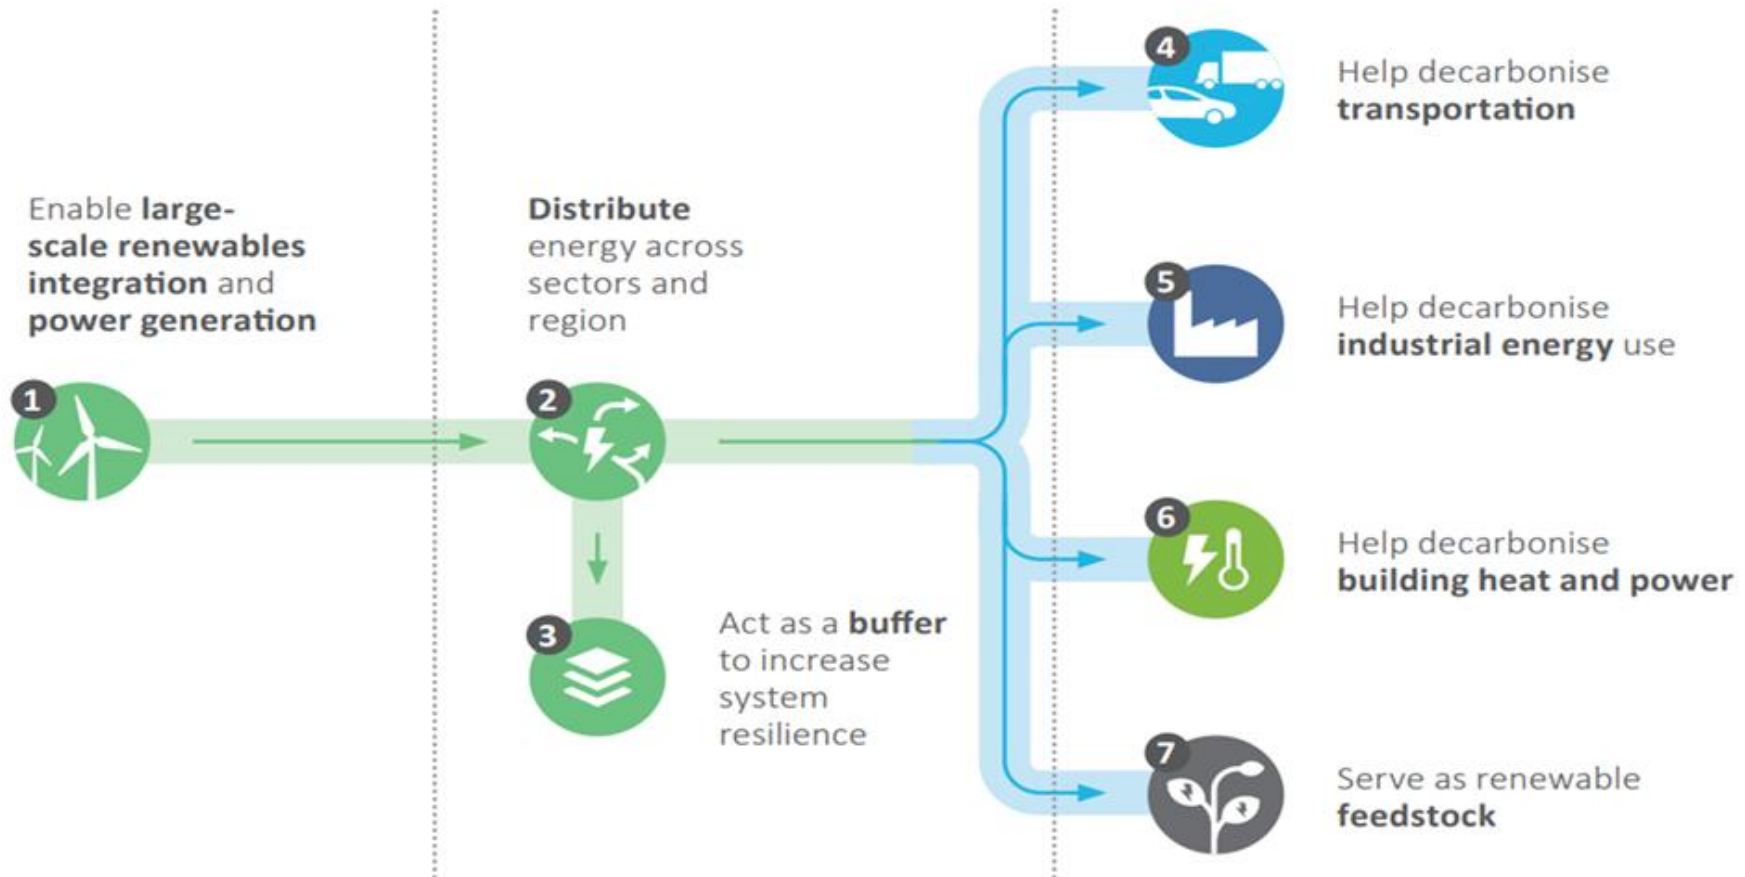 1
Enable large-
scale renewables
integration and
power generation
2
Distribute
energy across
sectors and
region
3
Act as a buffer
to increase
system
resilience
4
Help decarbonise
transportation
5
Help decarbonise
industrial energy use
6
Help decarbonise
building heat and power
7
Serve as renewable
feedstock